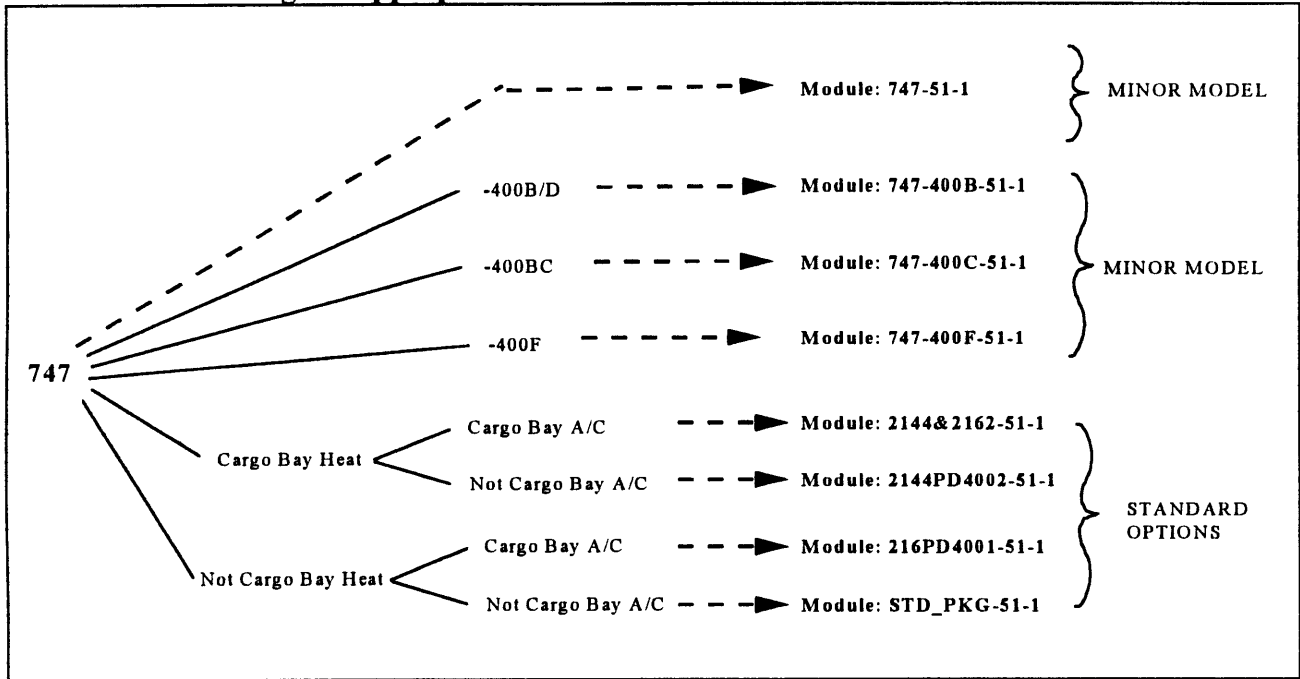 Module: 747-51-1
MINOR MODEL
-400B/D
Module: 747-400B-51-1
-400BC
Module: 747-400C-51-1
MINOR MODEL
-400F
Module: 747-400F-51-1
747
Cargo Bay Heat
Cargo Bay A/C
Module: 2144&2162-51-1
Not Cargo Bay A/C
Module: 2144PD4002-51-1
STANDARD
OPTIONS
Not Cargo Bay Heat
Cargo Bay A/C
Module: 216PD4001-51-1
Not Cargo Bay A/C
Module: STD_PKG-51-1